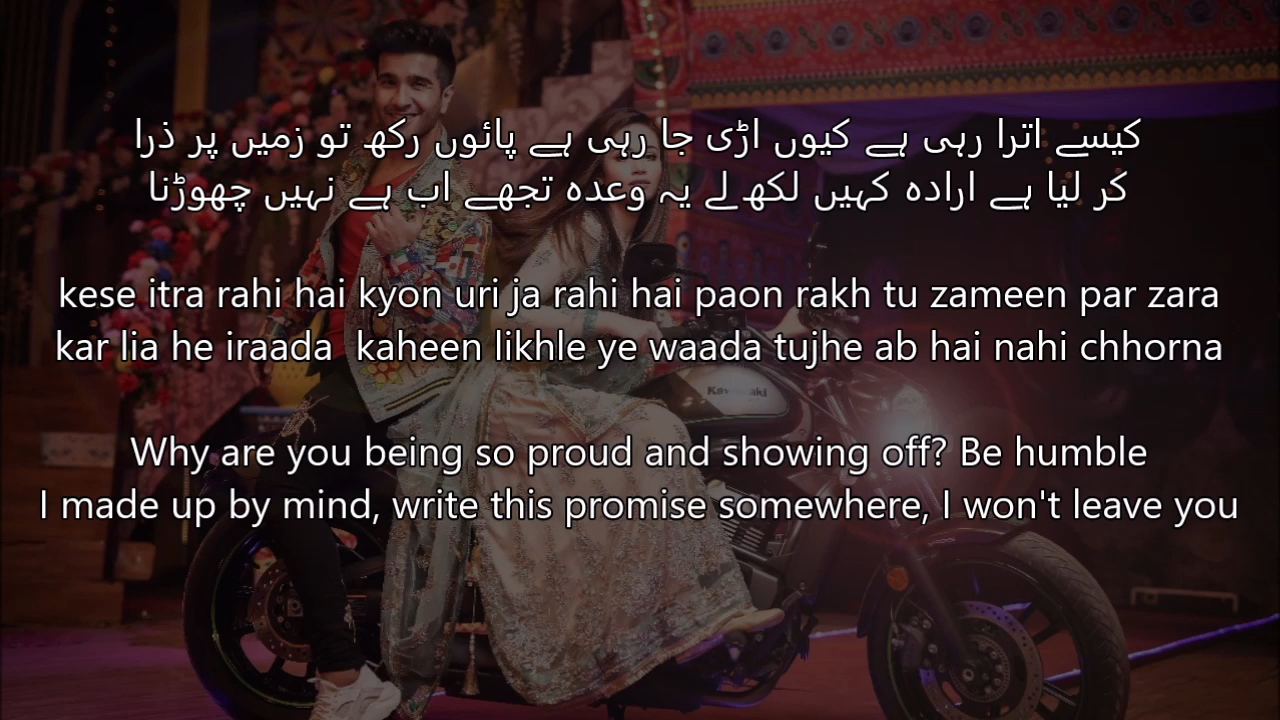 کیسے اترا رہی ہے کیوں اڑی جا رہی ہے پائوں رکھ تو زمیں پر ذرا
کر لیا ہے ارادہ کہیں لکھ لے یہ وعدہ تجھے اب ہے نہیں چھوڑنا
kese itra rahi hai kyon uri ja rahi hai paon rakh tu zameen par zara
kar lia he iraada kaheen likhle ye waada tujhe ab hai nahi chhorna
Why are you being so proud and showing off? Be humble
I made up by mind, write this promise somewhere, I won't leave you
Kawasaki